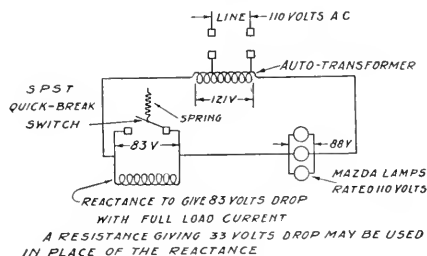 LINE 110 VOLTS A C
AUTO-TRANSFORMER
121V
S P S T
QUICK-BREAK
SWITCH
SPRING
83V
88V
MAZDA LAMPS
RATED 110 VOLTS
REACTANCE TO GIVE 83 VOLTS DROP
WITH FULL LOAD CURRENT
A RESISTANCE GIVING 33 VOLTS DROP MAY BE USED
IN PLACE OF THE REACTANCE